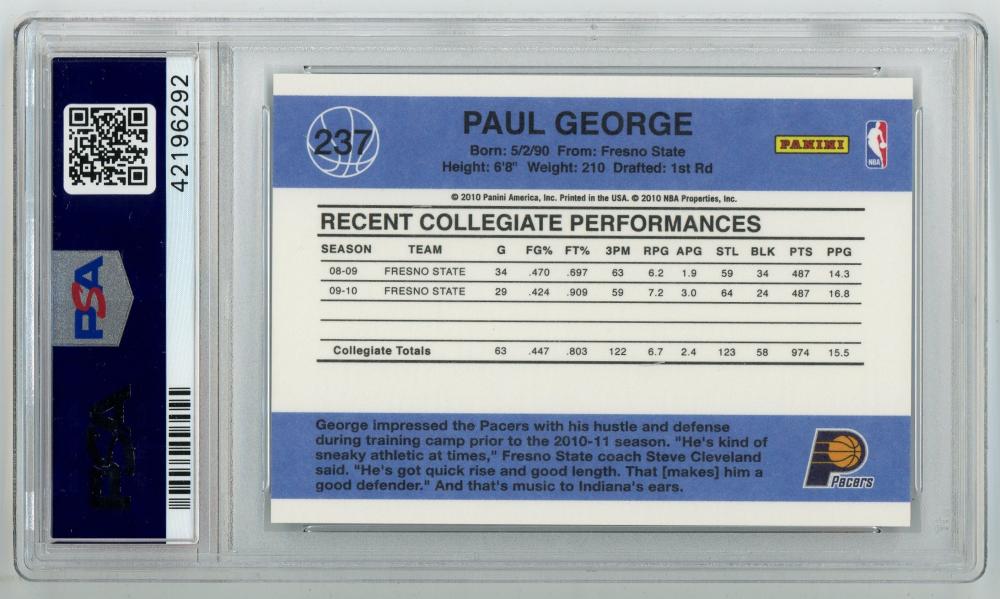 42196292
PSA
PSA
237
PAUL GEORGE
Born: 5/2/90 From: Fresno State
Height: 6'8" Weight: 210 Drafted: 1st Rd
PANINI
NBA
© 2010 Panini America, Inc. Printed in the USA. © 2010 NBA Properties, Inc.
RECENT COLLEGIATE PERFORMANCES
SEASON TEAM G FG% FT% 3PM RPG APG STL BLK PTS PPG
08-09 FRESNO STATE 34 .470 .697 63 6.2 1.9 59 34 487 14.3
09-10 FRESNO STATE 29 .424 .909 59 7.2 3.0 64 24 487 16.8
Collegiate Totals 63 .447 .803 122 6.7 2.4 123 58 974 15.5
George impressed the Pacers with his hustle and defense
during training camp prior to the 2010-11 season. "He's kind of
sneaky athletic at times," Fresno State coach Steve Cleveland
said. "He's got quick rise and good length. That [makes] him a
good defender." And that's music to Indiana's ears.
Pacers